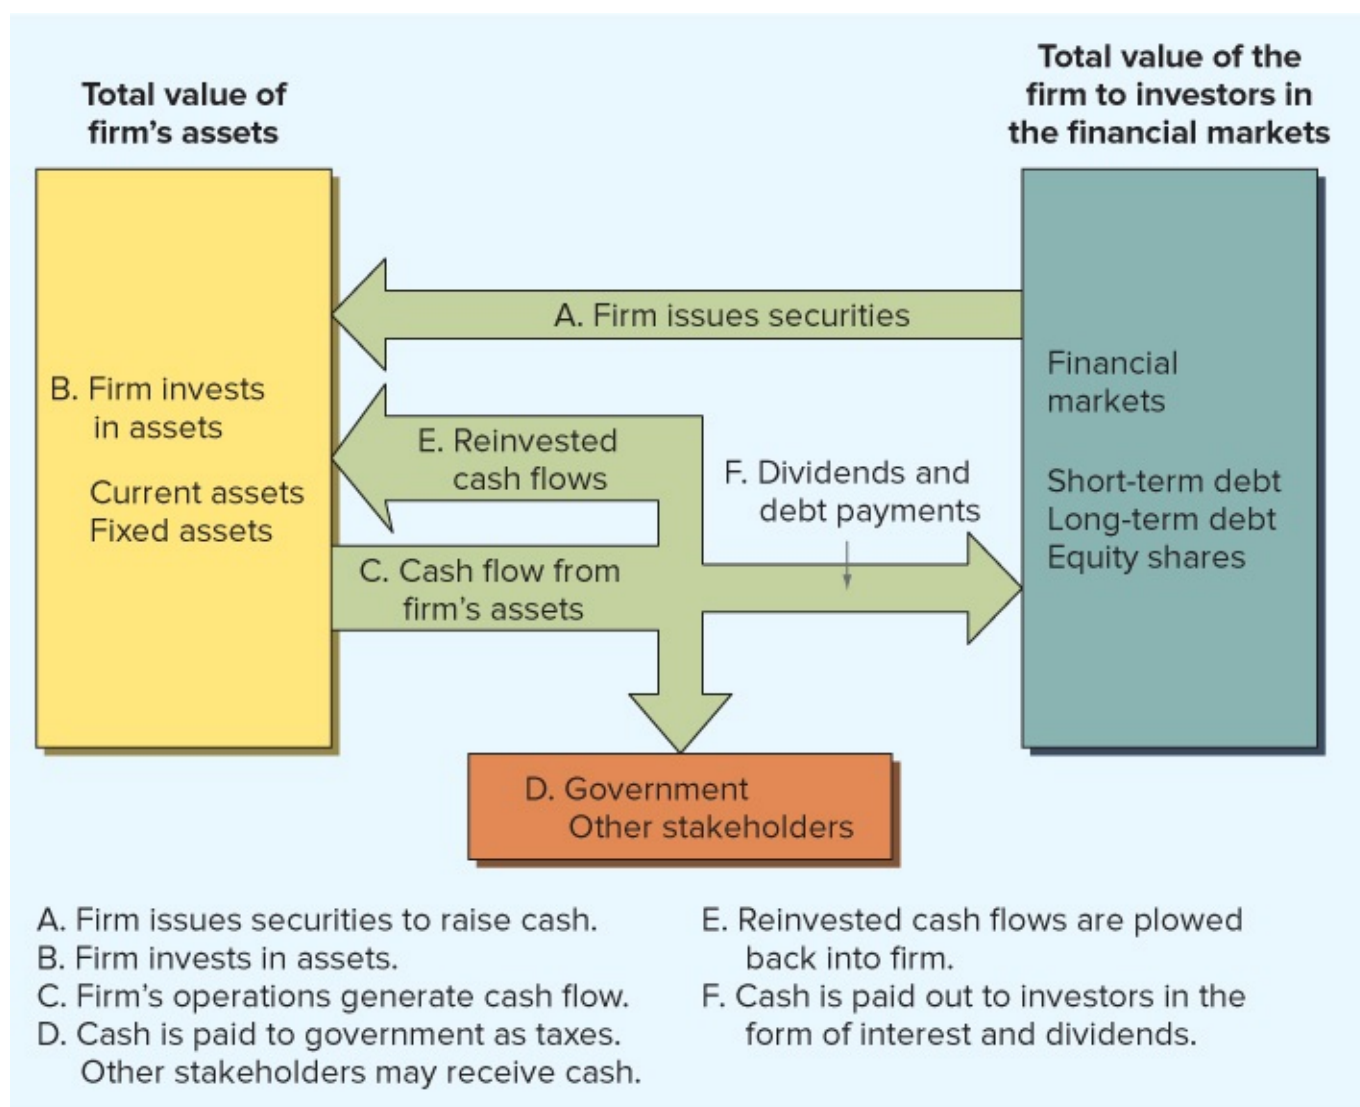 Total value of
firm's assets
Total value of the
firm to investors in
the financial markets
A. Firm issues securities
B. Firm invests
in assets
Current assets
Fixed assets
E. Reinvested
cash flows
C. Cash flow from
firm's assets
F. Dividends and
debt payments
Financial
markets
Short-term debt
Long-term debt
Equity shares
D. Government
Other stakeholders
A. Firm issues securities to raise cash.
B. Firm invests in assets.
C. Firm's operations generate cash flow.
D. Cash is paid to government as taxes.
Other stakeholders may receive cash.
E. Reinvested cash flows are plowed
back into firm.
F. Cash is paid out to investors in the
form of interest and dividends.